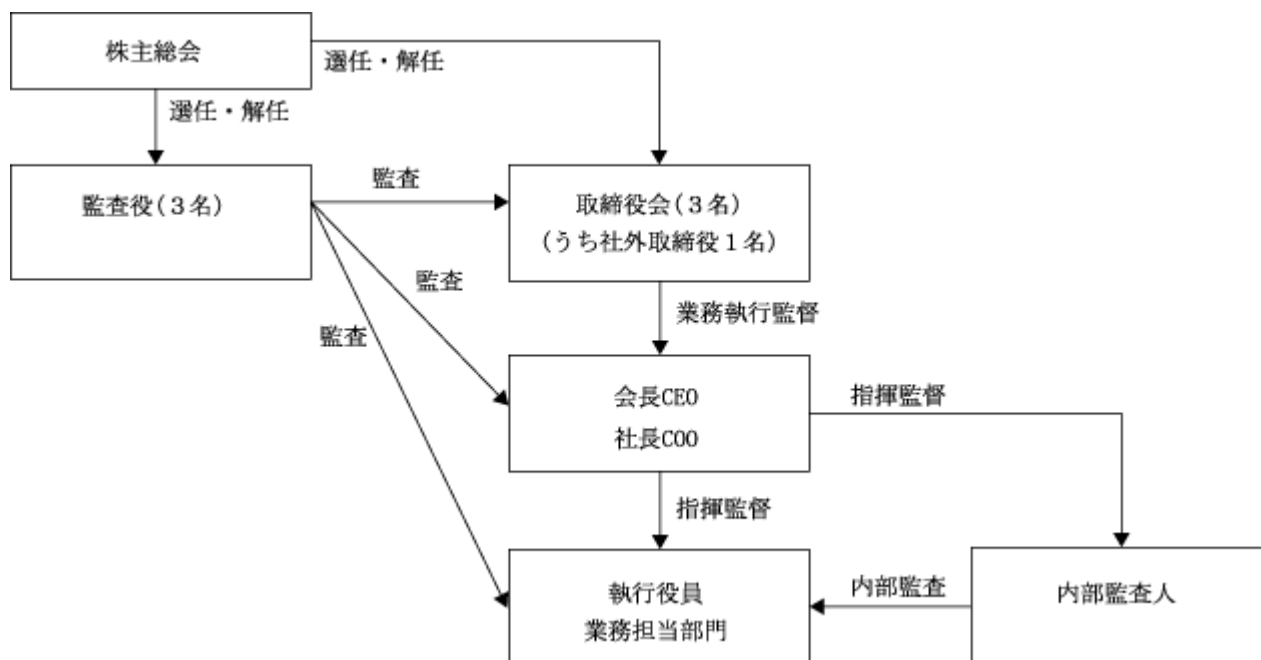 株主総会
選任・解任
選任・解任
監査役(３名)
監査
取締役会(３名)
(うち社外取締役１名)
監査
業務執行監督
監査
会長CEO
社長COO
指揮監督
指揮監督
執行役員
業務担当部門
内部監査
内部監査人